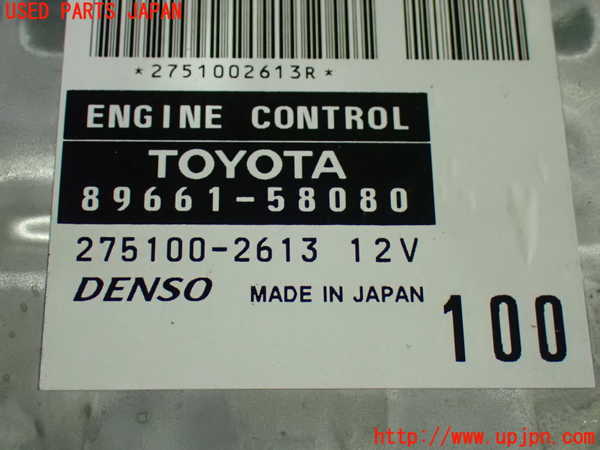 USED PARTS JAPAN
*2751002613R*
ENGINE CONTROL
TOYOTA
89661-58080
275100-2613 12V
DENSO MADE IN JAPAN
100
http://www.upjpn.com/